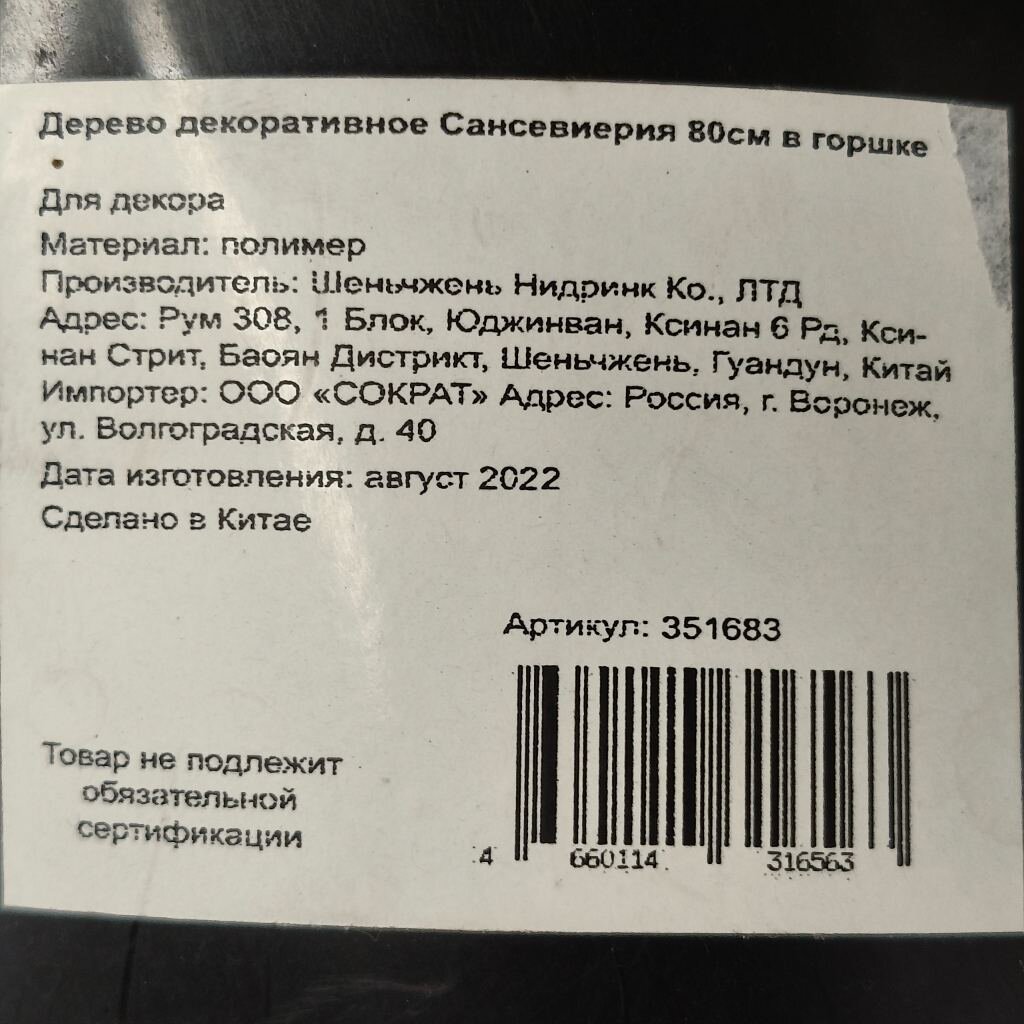 Дерево декоративное Сансевиерия 80см в горшке
Для декора
Материал: полимер
Производитель: Шеньчжень Нидринк Ко., ЛТД
Адрес: Рум 308, 1 Блок, Юджинван, Ксинан 6 Рд, Кси-
нан Стрит, Баоян Дистрикт, Шеньчжень, Гуандун, Китай
Импортер: ООО «СОКРАТ» Адрес: Россия, г. Воронеж,
ул. Волгоградская, д. 40
Дата изготовления: август 2022
Сделано в Китае
Артикул: 351683
Товар не подлежит
обязательной
сертификации
4 660114 316563